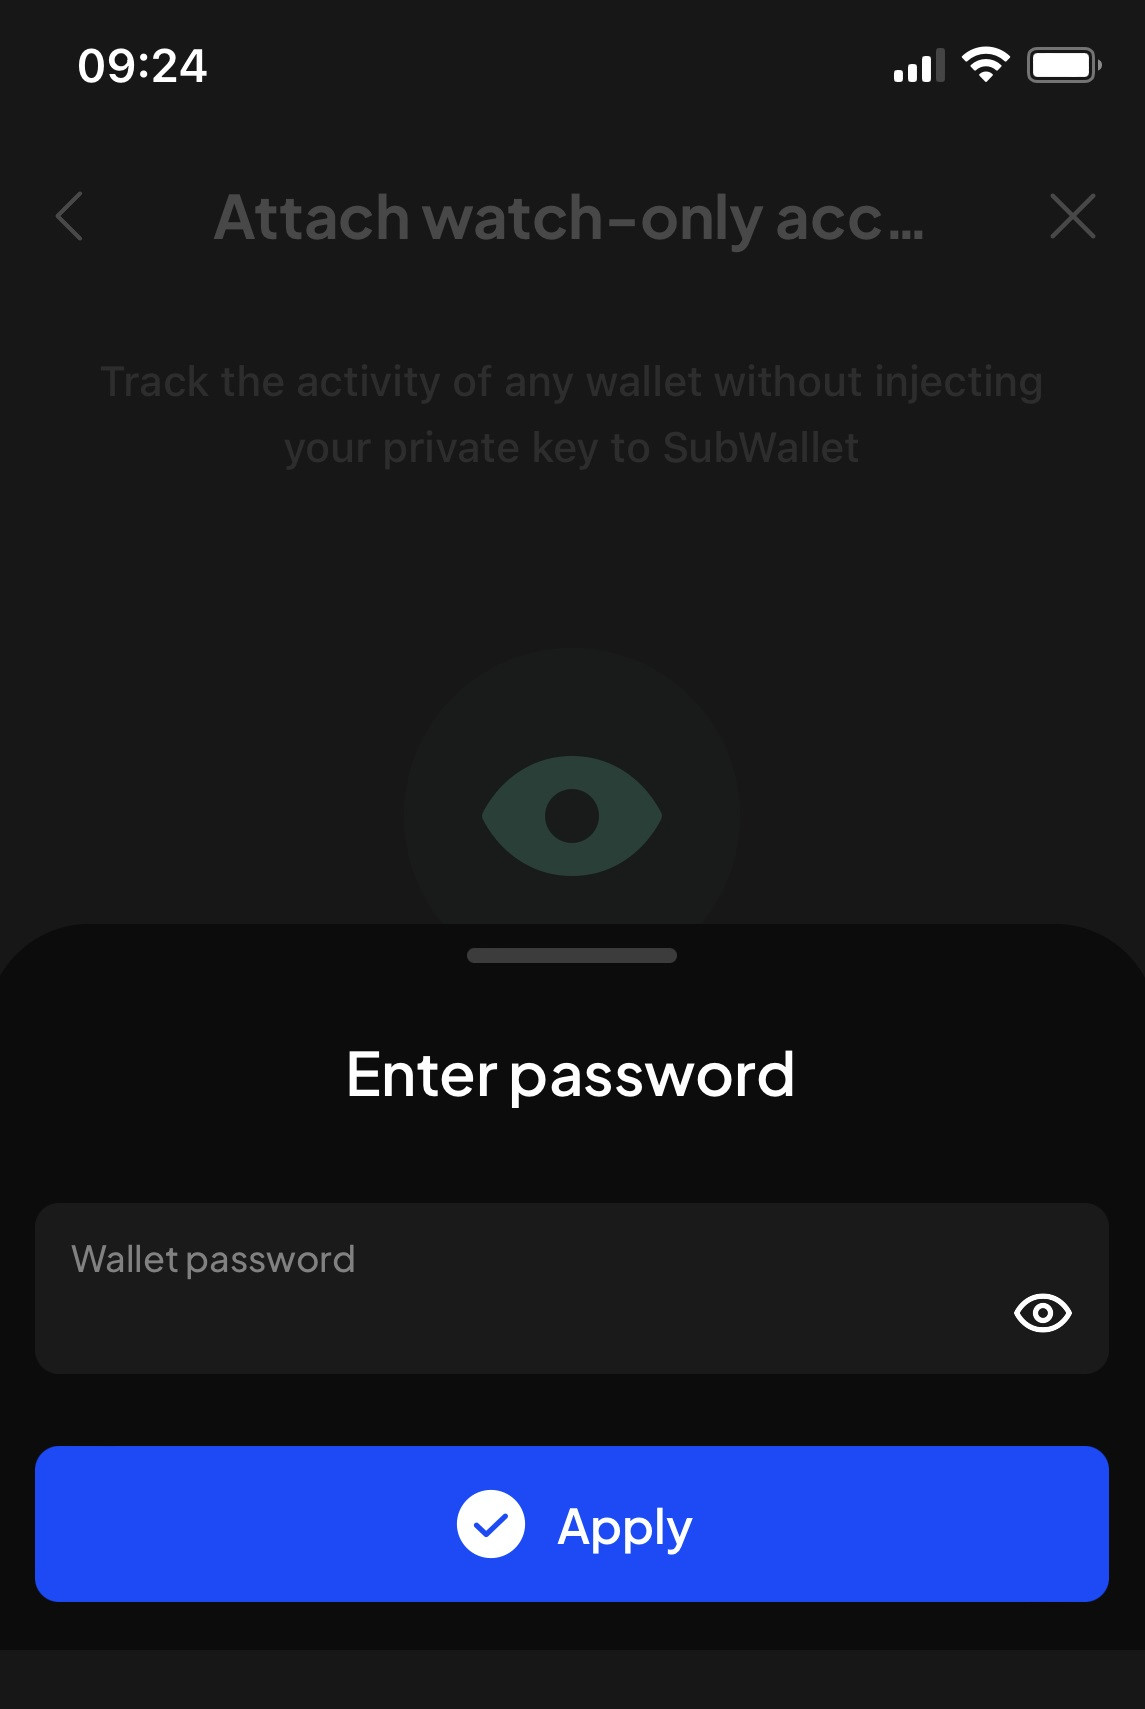 09:24
Attach watch-only acc...
Track the activity of any wallet without injecting
your private key to SubWallet
Enter password
Wallet password
Apply